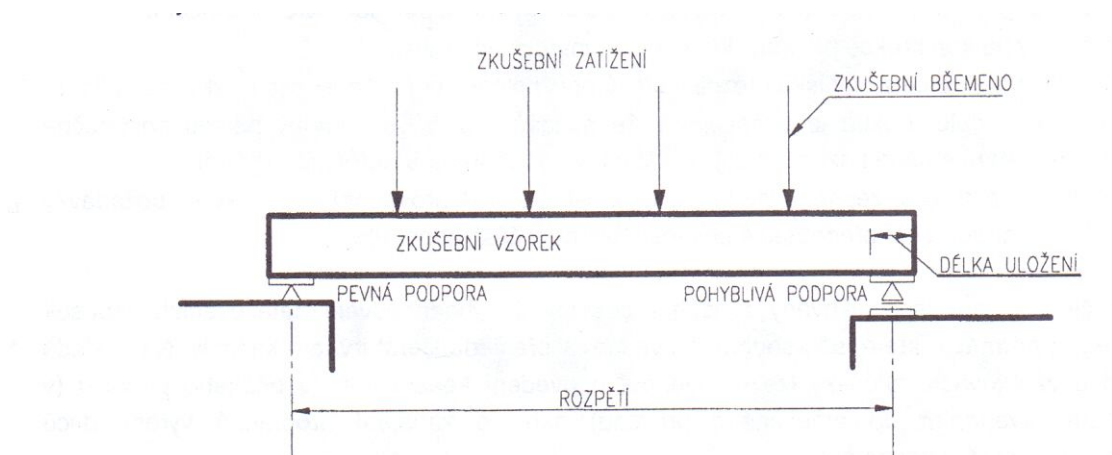 ZKUŠEBNÍ ZATÍŽENÍ
ZKUŠEBNÍ BŘEMENO
ZKUŠEBNÍ VZOREK
DÉLKA ULOŽENÍ
PEVNÁ PODPORA
POHYBLIVÁ PODPORA
ROZPĚTÍ